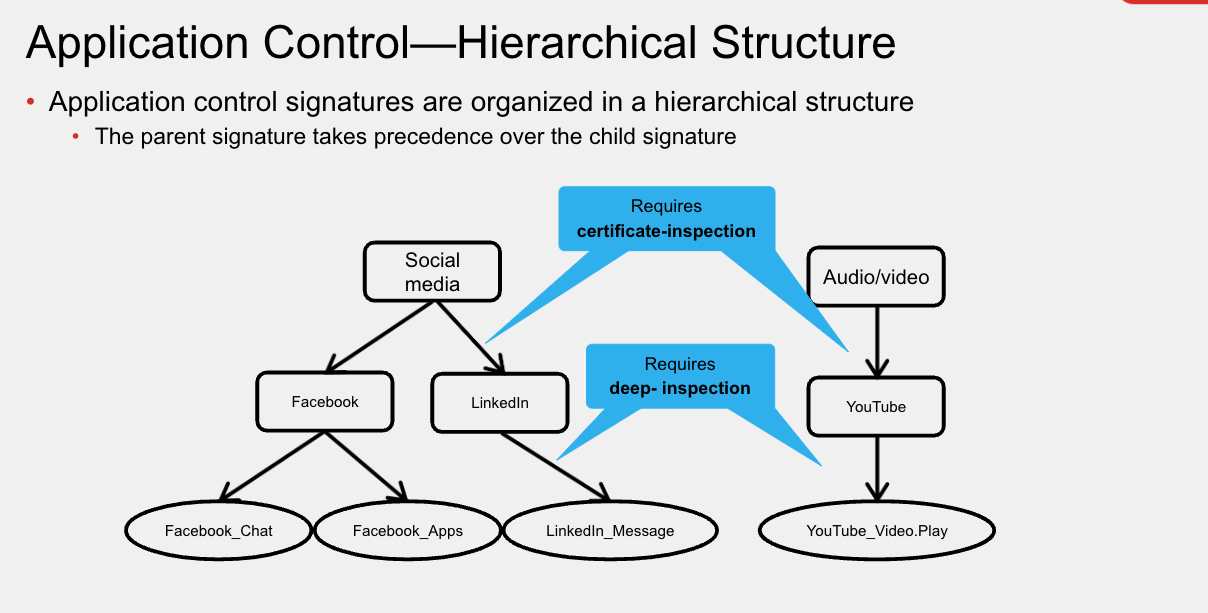 Application Control—Hierarchical Structure
• Application control signatures are organized in a hierarchical structure
• The parent signature takes precedence over the child signature
Requires
certificate-inspection
Social
media
Audio/video
Requires
deep- inspection
Facebook
LinkedIn
YouTube
Facebook_Chat
Facebook_Apps
LinkedIn_Message
YouTube_Video.Play